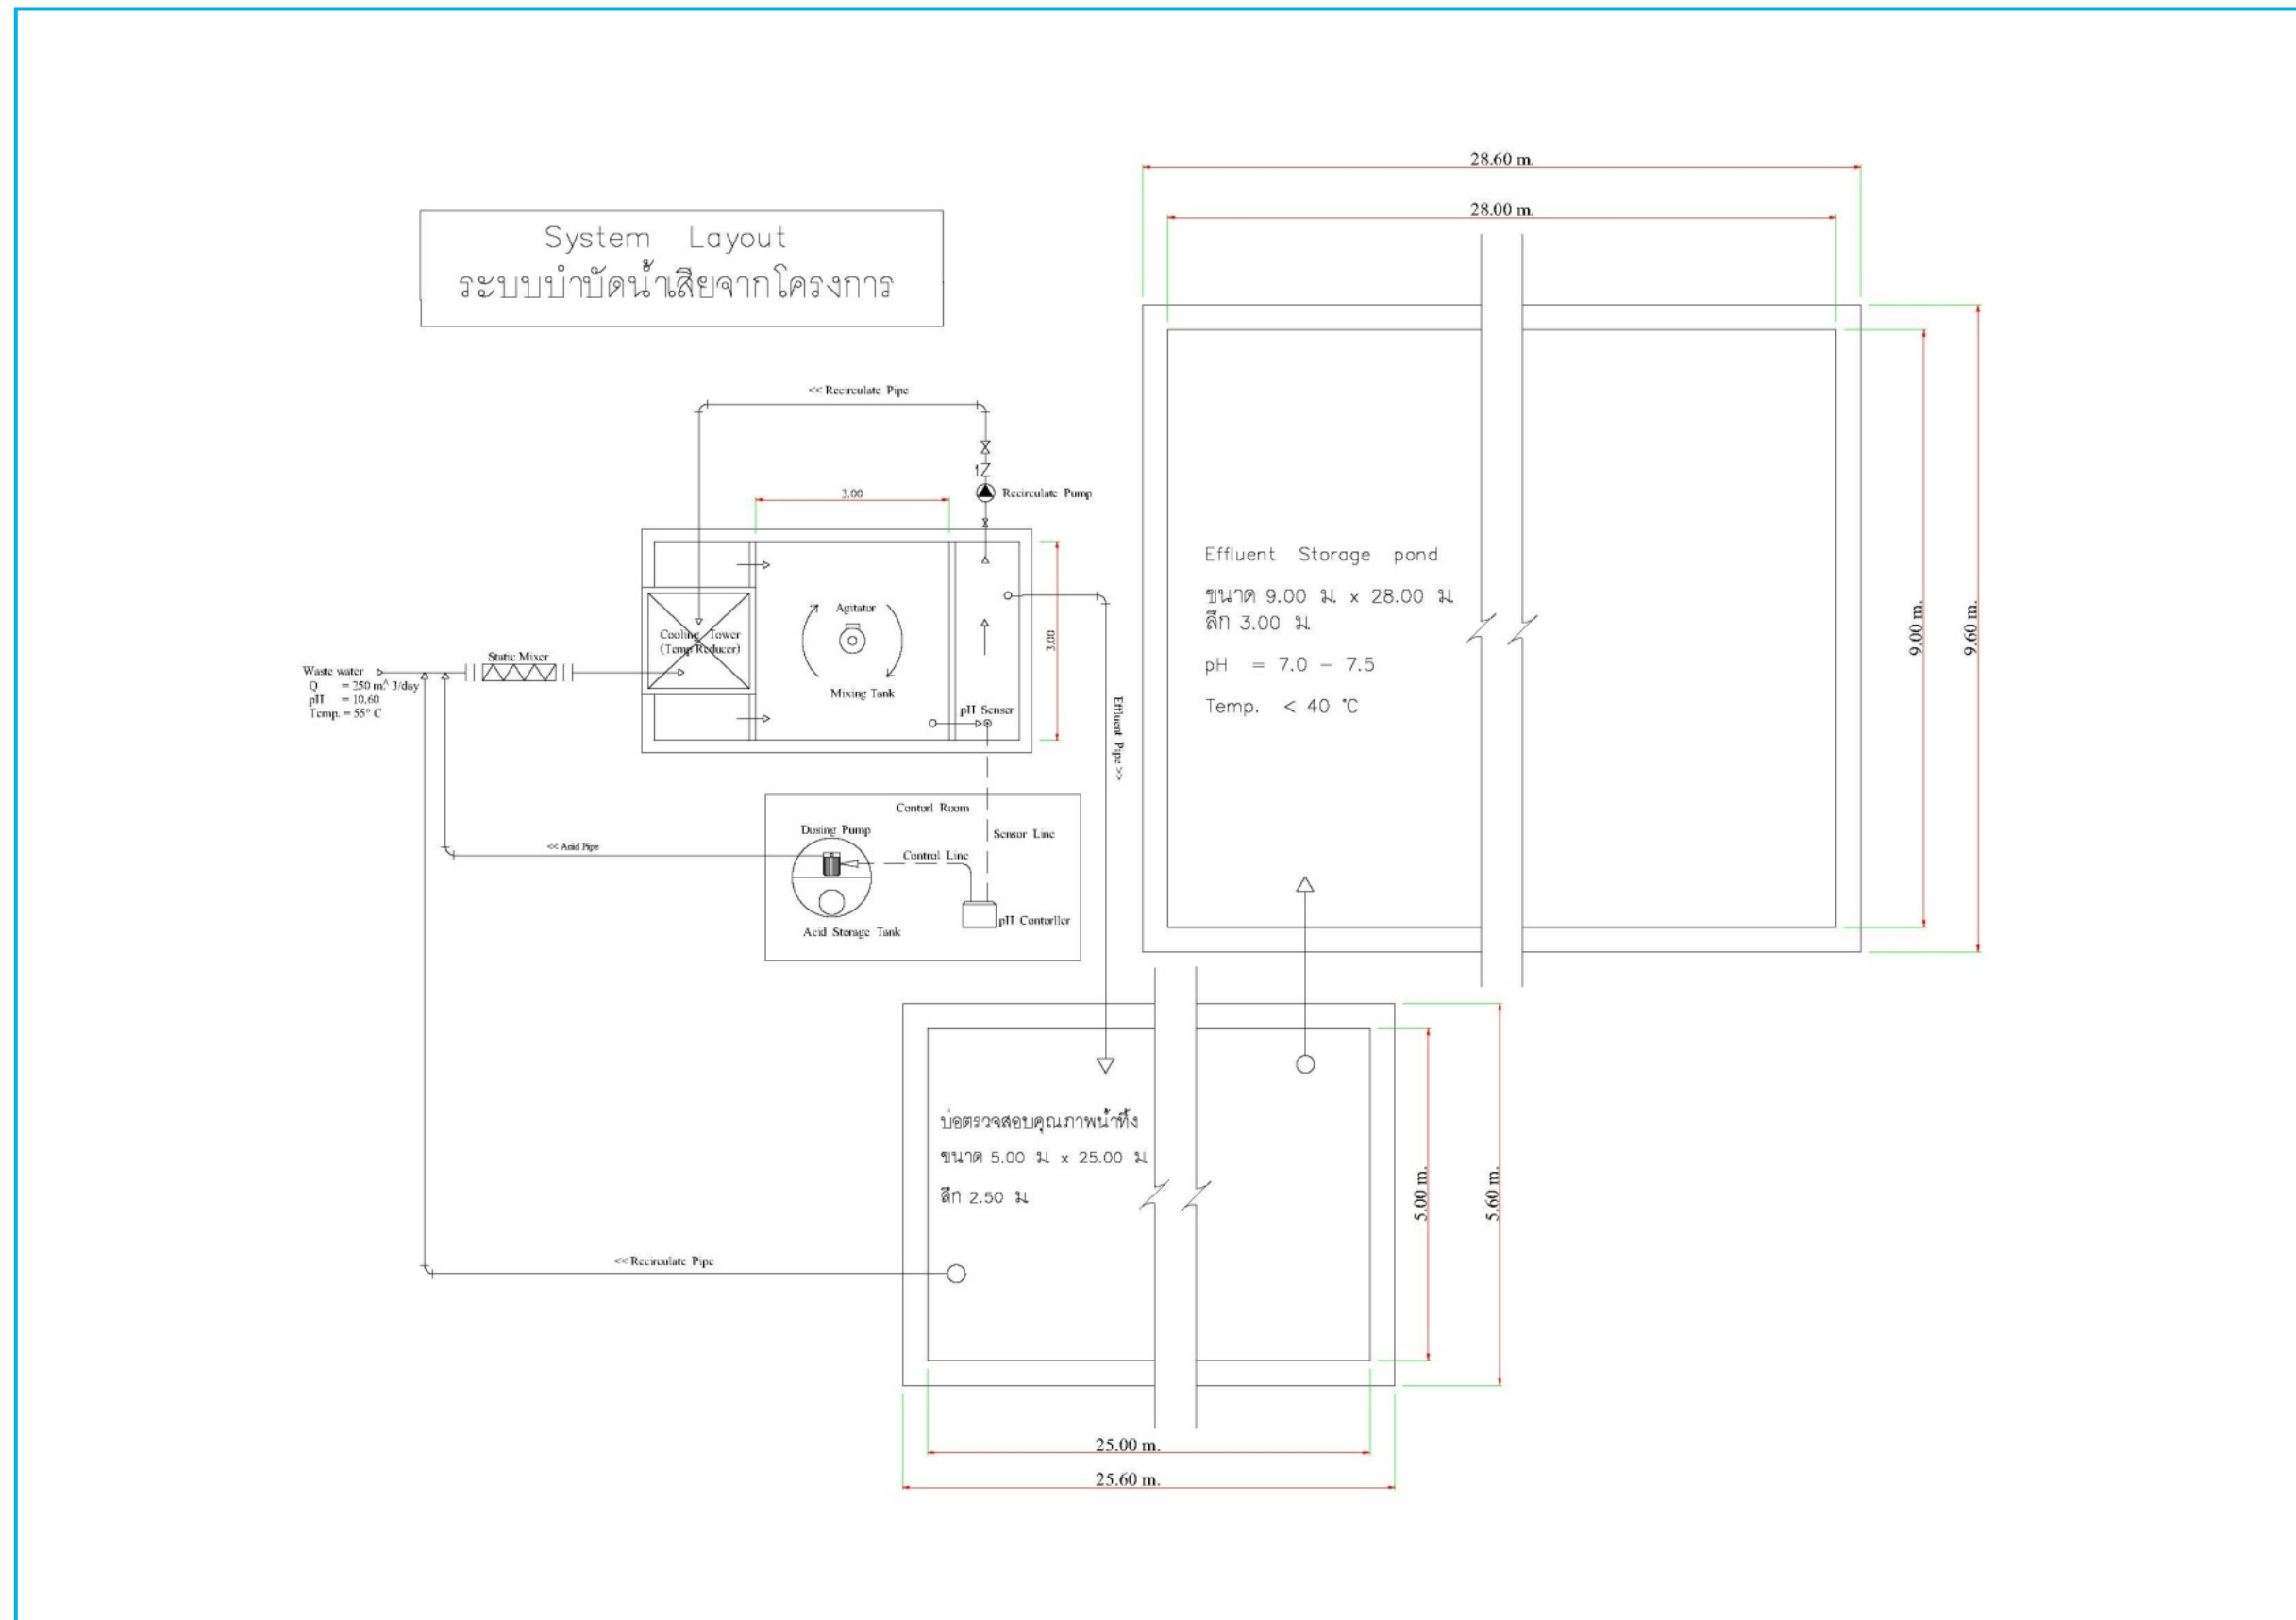 System Layout
ระบบบำบัดน้ำเสียจากโครงการ
28.60 m.
28.00 m.
<< Recirculate Pipe
Recirculate Pump
3.00
3.00
Agitator
Cooling Tower
(Temp Reducer)
Mixing Tank
pH Sensor
Static Mixer
Waste water
Q = 250 m^3/day
pH = 10.60
Temp. = 55° C
Effluent Pipe <<
Effluent Storage pond
ขนาด 9.00 ม. x 28.00 ม.
ลึก 3.00 ม.
pH = 7.0 - 7.5
Temp. < 40 °C
9.00 m.
9.60 m.
Contorl Room
Dosing Pump
Sensor Line
Control Line
<< Acid Pipe
pH Contorller
Acid Storage Tank
บ่อตรวจสอบคุณภาพน้ำทิ้ง
ขนาด 5.00 ม. x 25.00 ม.
ลึก 2.50 ม.
5.00 m.
5.60 m.
<< Recirculate Pipe
25.00 m.
25.60 m.